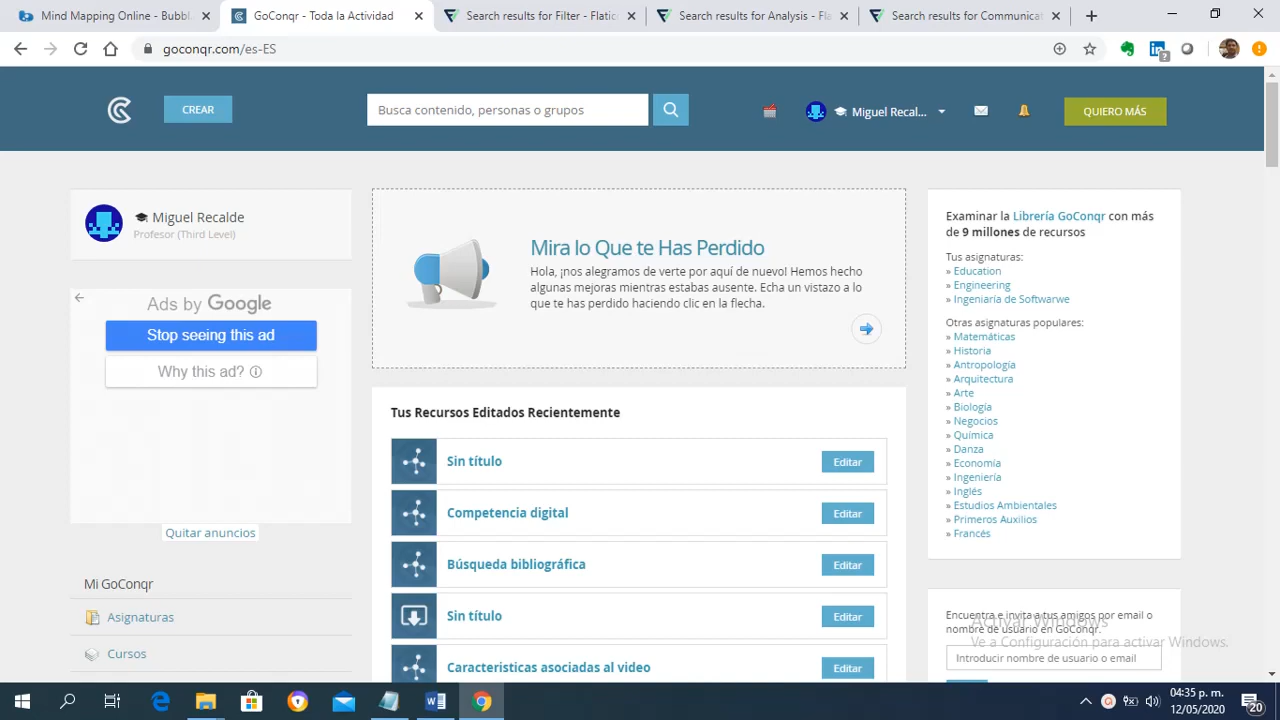 Mind Mapping Online - Bubbl
GoConqr - Toda la Actividad
Search results for Filter - Flatic
Search results for Analysis - Fla
Search results for Communicat
goconqr.com/es-ES
CREAR
Busca contenido, personas o grupos
Miguel Recal...
QUIERO MÁS
Miguel Recalde
Profesor (Third Level)
Ads by Google
Stop seeing this ad
Why this ad?
Quitar anuncios
Mi GoConqr
Asignaturas
Cursos
Mira lo Que te Has Perdido
Hola, ¡nos alegramos de verte por aquí de nuevo! Hemos hecho
algunas mejoras mientras estabas ausente. Echa un vistazo a lo
que te has perdido haciendo clic en la flecha.
Tus Recursos Editados Recientemente
Sin título Editar
Competencia digital Editar
Búsqueda bibliográfica Editar
Sin título Editar
Caracteristicas asociadas al video Editar
Examinar la Librería GoConqr con más
de 9 millones de recursos
Tus asignaturas:
» Education
» Engineering
» Ingeniaría de Softwarwe
Otras asignaturas populares:
» Matemáticas
» Historia
» Antropología
» Arquitectura
» Arte
» Biología
» Negocios
» Química
» Danza
» Economía
» Ingeniería
» Inglés
» Estudios Ambientales
» Primeros Auxilios
» Francés
Encuentra e invita a tus amigos por email o
nombre de usuario en GoConqr.
Introducir nombre de usuario o email
Activar Windows
Ve a Configuración para activar Windows.
04:35 p. m.
12/05/2020
20